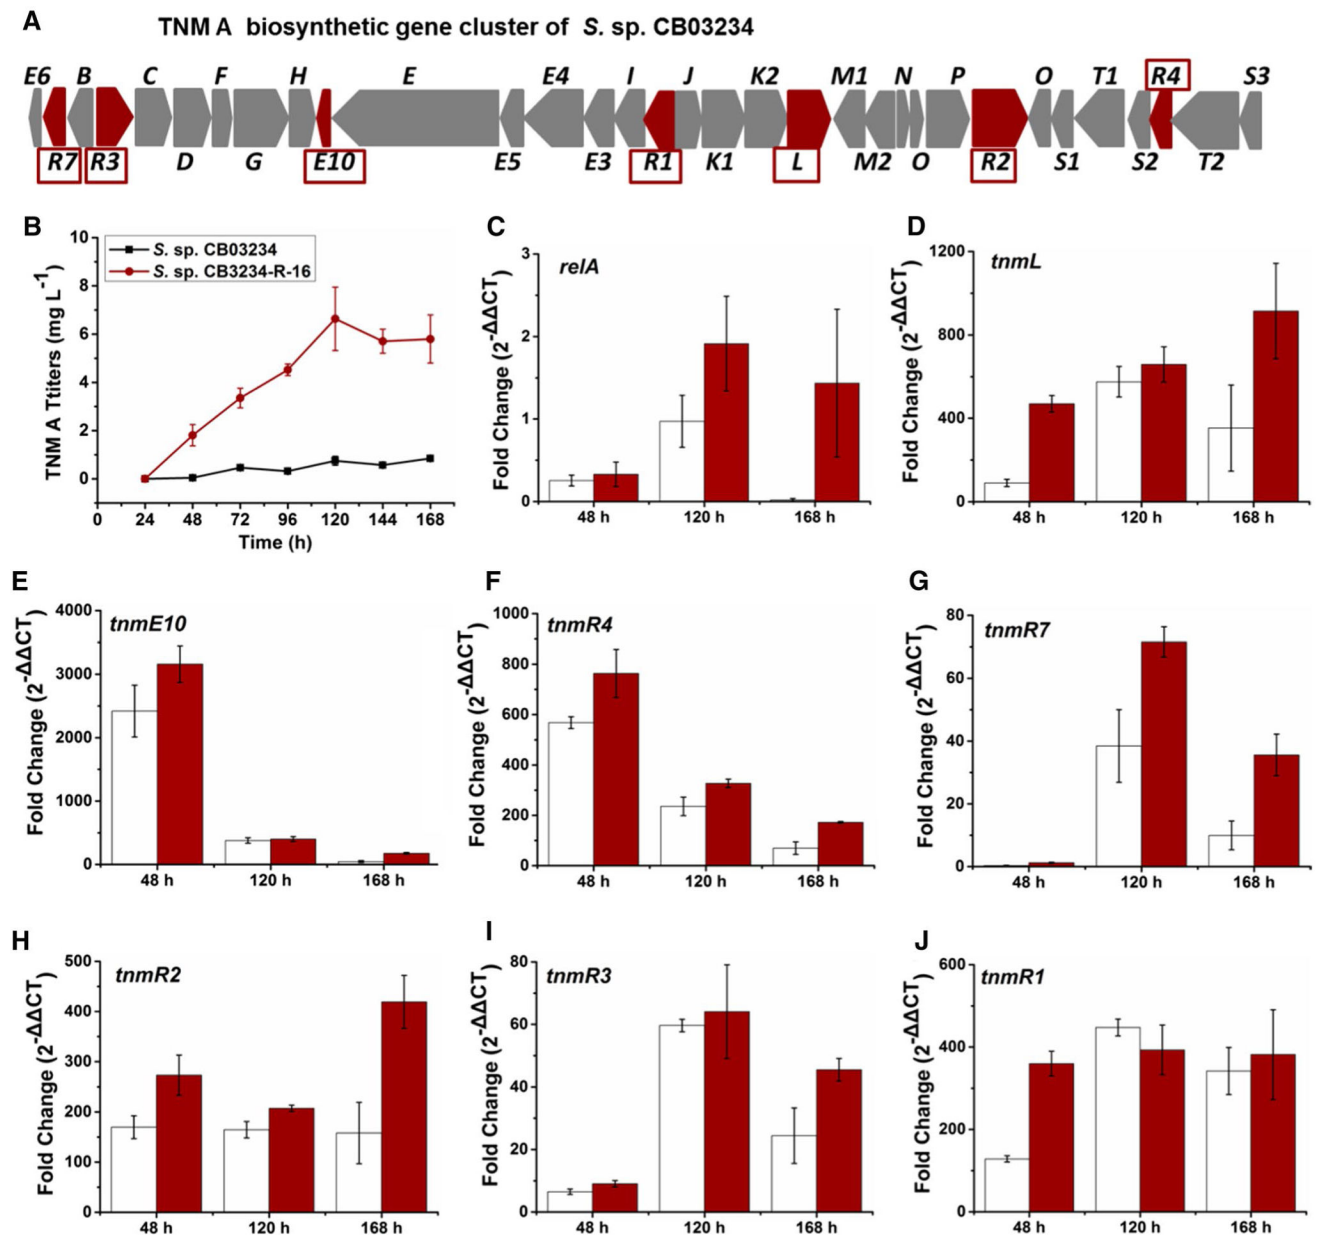 A
TNM A biosynthetic gene cluster of S. sp. CB03234
E6 B C F H E E4 I J K2 M1 N P O T1 R4 S3
R7 R3 D G E10 E5 E3 R1 K1 L M2 O R2 S1 S2 T2
B
S. sp. CB03234
S. sp. CB3234-R-16
TNM A Ttiters (mg L-1)
10
8
6
4
2
0
0 24 48 72 96 120 144 168
Time (h)
C
relA
Fold Change (2-ΔΔCT)
3
2
1
0
48 h 120 h 168 h
D
tnmL
Fold Change (2-ΔΔCT)
1200
800
400
0
48 h 120 h 168 h
E
tnmE10
Fold Change (2-ΔΔCT)
4000
3000
2000
1000
0
48 h 120 h 168 h
F
tnmR4
Fold Change (2-ΔΔCT)
1000
800
600
400
200
0
48 h 120 h 168 h
G
tnmR7
Fold Change (2-ΔΔCT)
80
60
40
20
0
48 h 120 h 168 h
H
tnmR2
Fold Change (2-ΔΔCT)
500
400
300
200
100
0
48 h 120 h 168 h
I
tnmR3
Fold Change (2-ΔΔCT)
80
60
40
20
0
48 h 120 h 168 h
J
tnmR1
Fold Change (2-ΔΔCT)
600
400
200
0
48 h 120 h 168 h